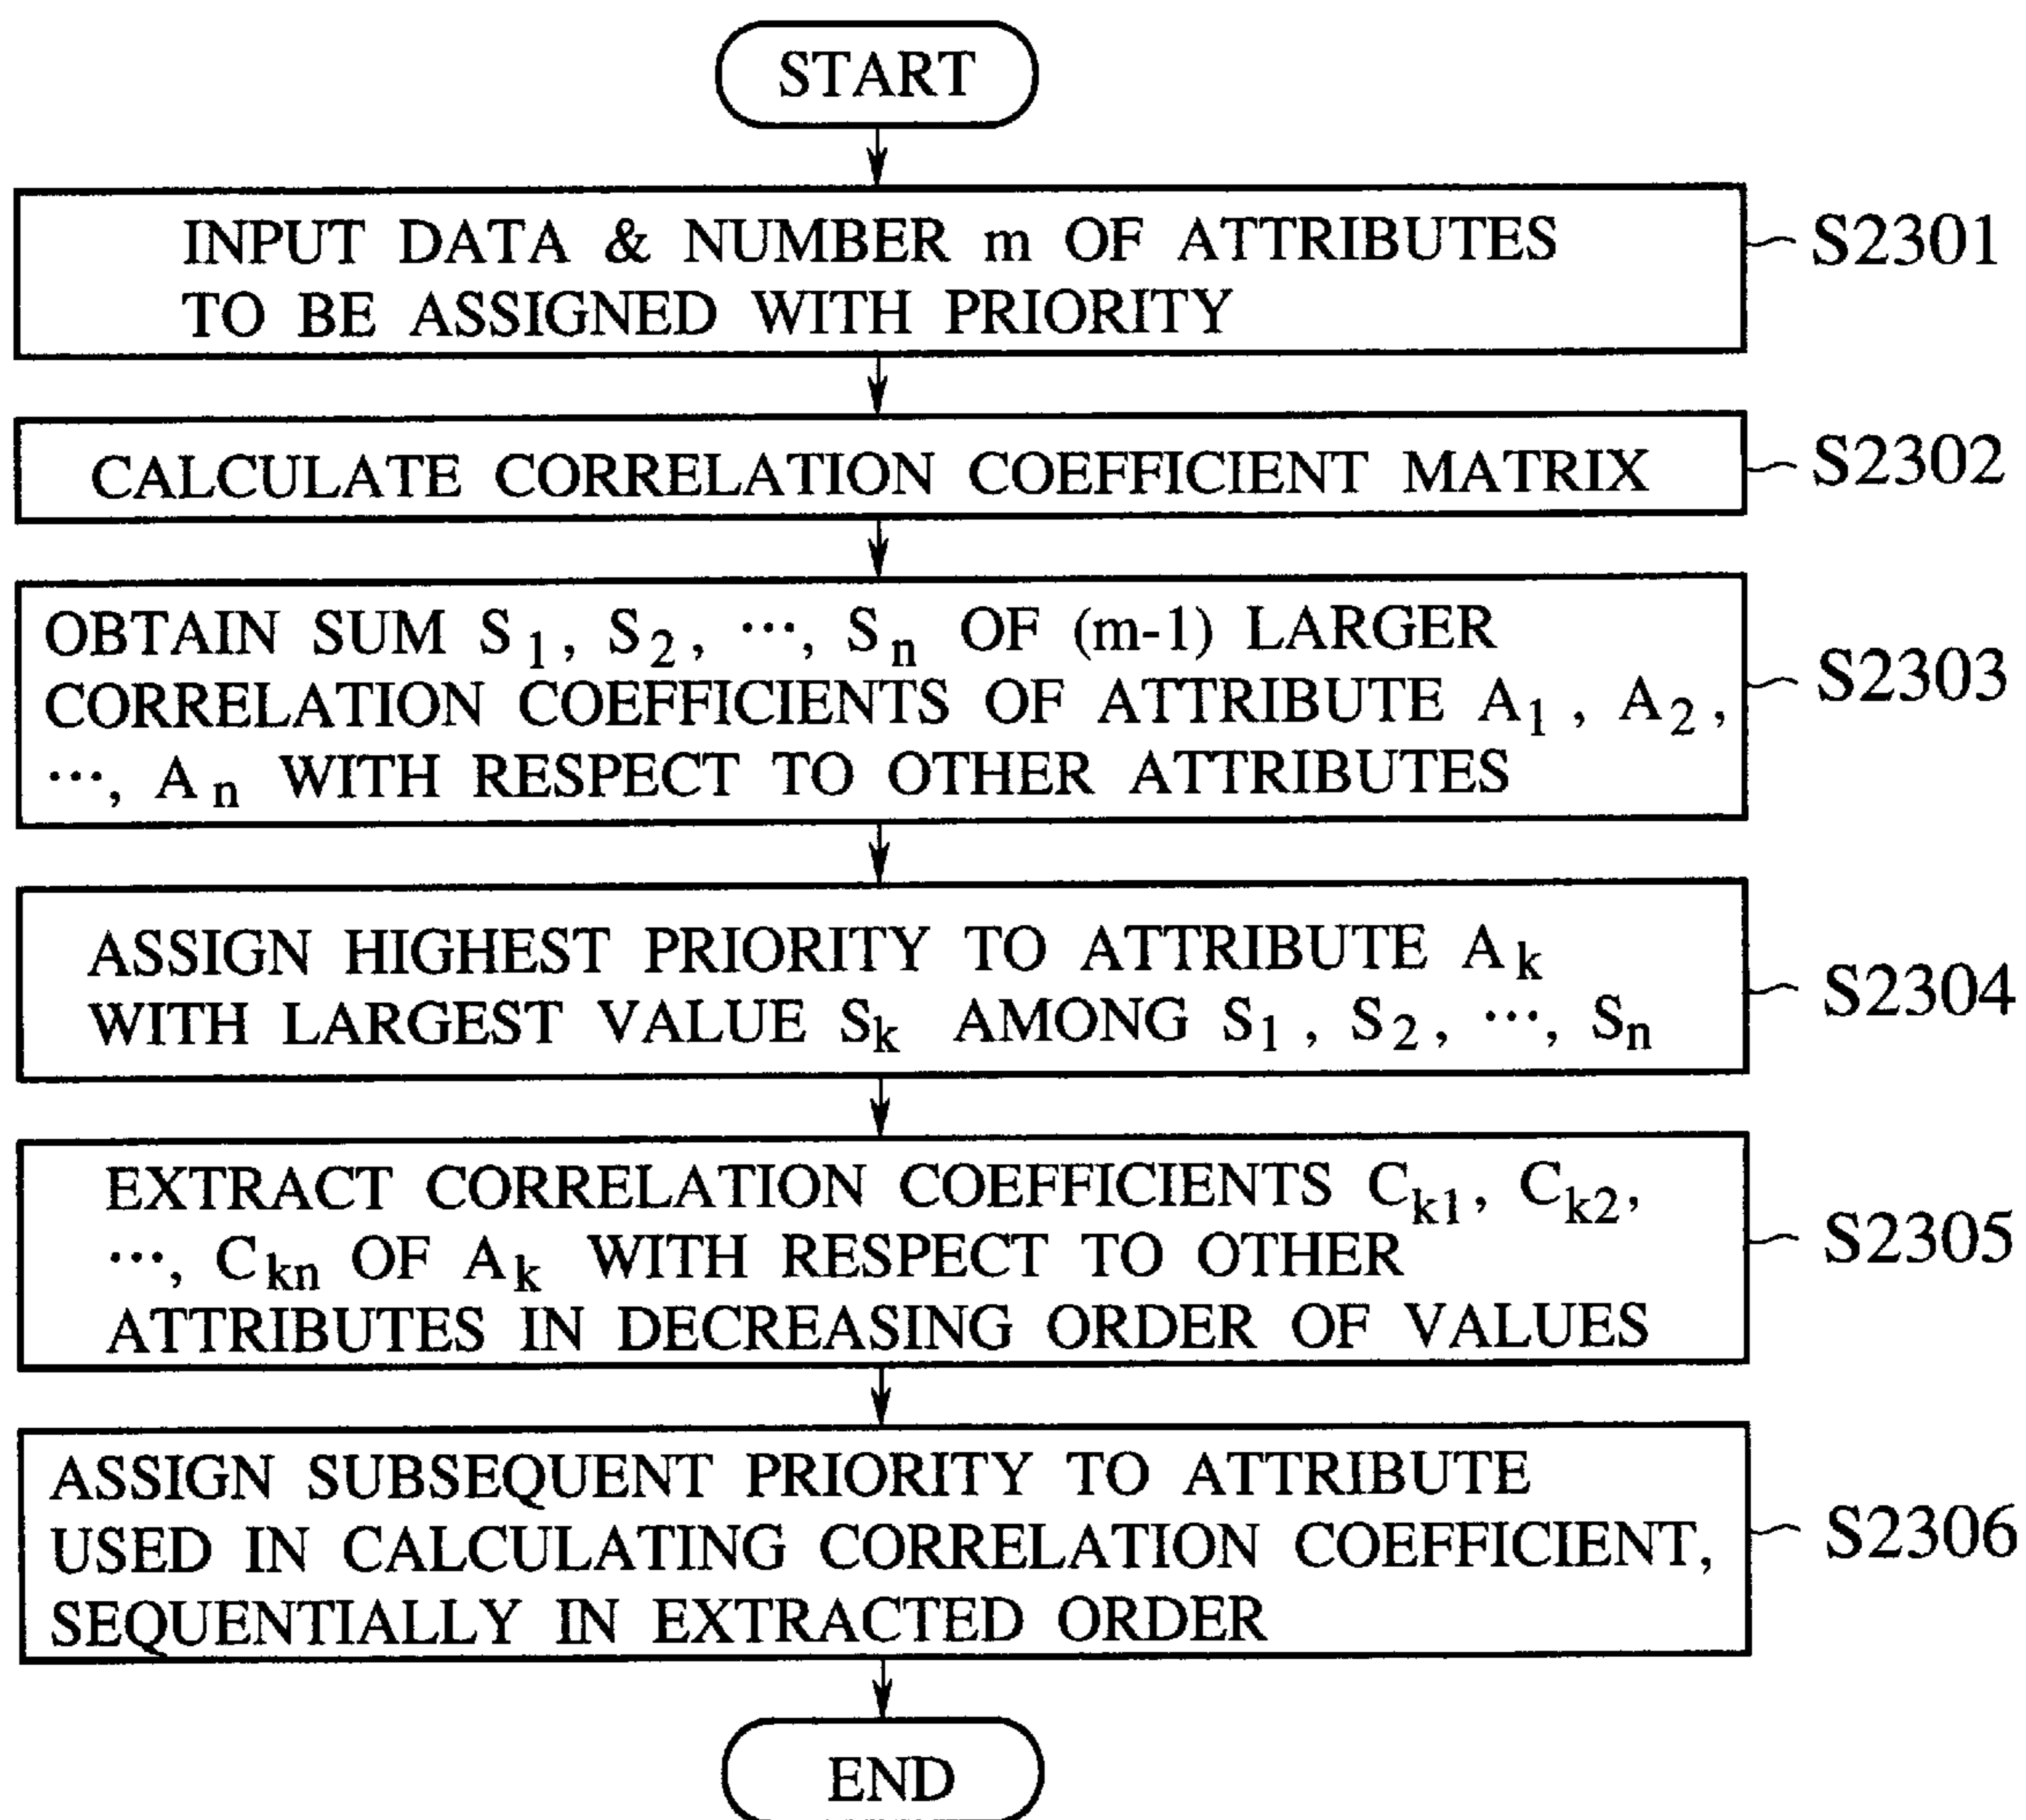 START
INPUT DATA & NUMBER m OF ATTRIBUTES
TO BE ASSIGNED WITH PRIORITY
S2301
CALCULATE CORRELATION COEFFICIENT MATRIX
S2302
OBTAIN SUM S1, S2, ..., Sn OF (m-1) LARGER
CORRELATION COEFFICIENTS OF ATTRIBUTE A1, A2,
..., An WITH RESPECT TO OTHER ATTRIBUTES
S2303
ASSIGN HIGHEST PRIORITY TO ATTRIBUTE Ak
WITH LARGEST VALUE Sk AMONG S1, S2, ..., Sn
S2304
EXTRACT CORRELATION COEFFICIENTS Ck1, Ck2,
..., Ckn OF Ak WITH RESPECT TO OTHER
ATTRIBUTES IN DECREASING ORDER OF VALUES
S2305
ASSIGN SUBSEQUENT PRIORITY TO ATTRIBUTE
USED IN CALCULATING CORRELATION COEFFICIENT,
SEQUENTIALLY IN EXTRACTED ORDER
S2306
END